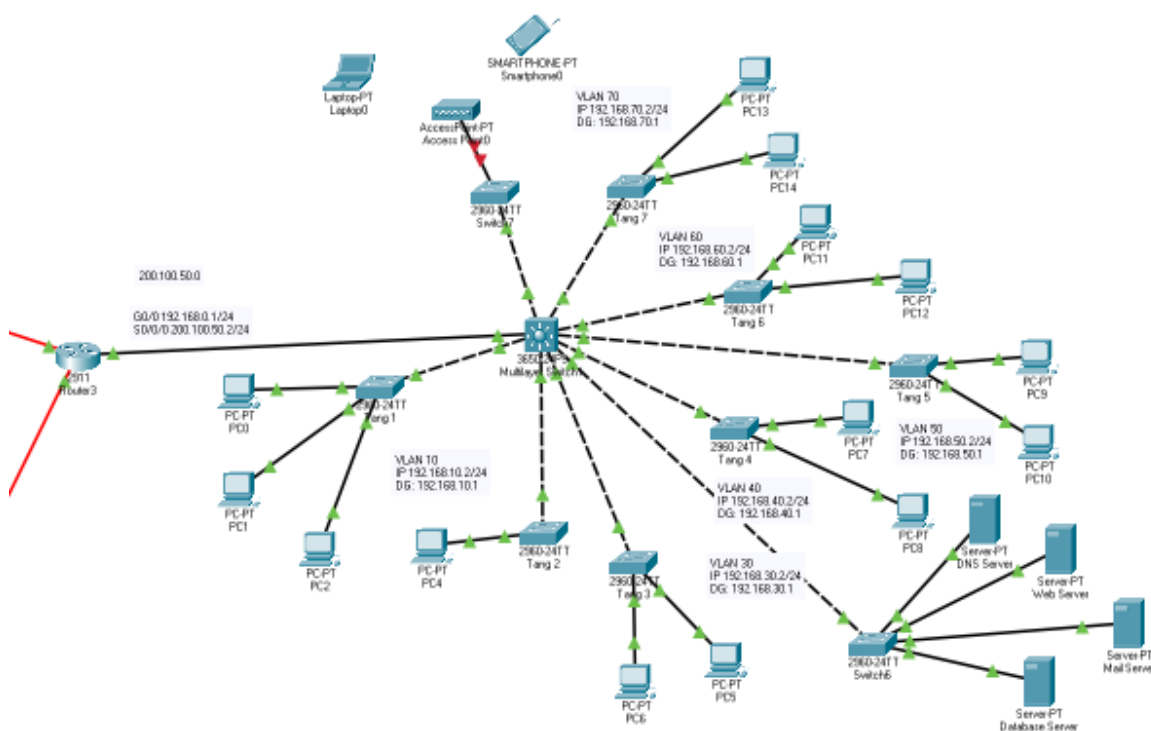 SMARTPHONE-PT
Smartphone0
Laptop-PT
Laptop0
AccessPoint-PT
Access Point0
2960-24TT
Switch7
VLAN 70
IP 192.168.70.2/24
DG: 192.168.70.1
PC-PT
PC13
PC-PT
PC14
2960-24TT
Tang 7
VLAN 60
IP 192.168.60.2/24
DG: 192.168.60.1
PC-PT
PC11
PC-PT
PC12
2960-24TT
Tang 6
200.100.50.0
G0/0 192.168.0.1/24
S0/0/0 200.100/50.2/24
2911
Router3
Multilayer Switch1
2960-24TT
Tang 1
PC-PT
PC0
PC-PT
PC1
PC-PT
PC2
VLAN 10
IP 192.168.10.2/24
DG: 192.168.10.1
2960-24TT
Tang 2
PC-PT
PC4
2960-24TT
Tang 3
PC-PT
PC6
PC-PT
PC5
2960-24TT
Tang 5
PC-PT
PC9
PC-PT
PC10
VLAN 50
IP 192.168.50.2/24
DG: 192.168.50.1
2960-24TT
Tang 4
PC-PT
PC7
PC-PT
PC8
VLAN 40
IP 192.168.40.2/24
DG: 192.168.40.1
VLAN 30
IP 192.168.30.2/24
DG: 192.168.30.1
2960-24TT
Switch6
Server-PT
DNS Server
Server-PT
Web Server
Server-PT
Mail Server
Server-PT
Database Server